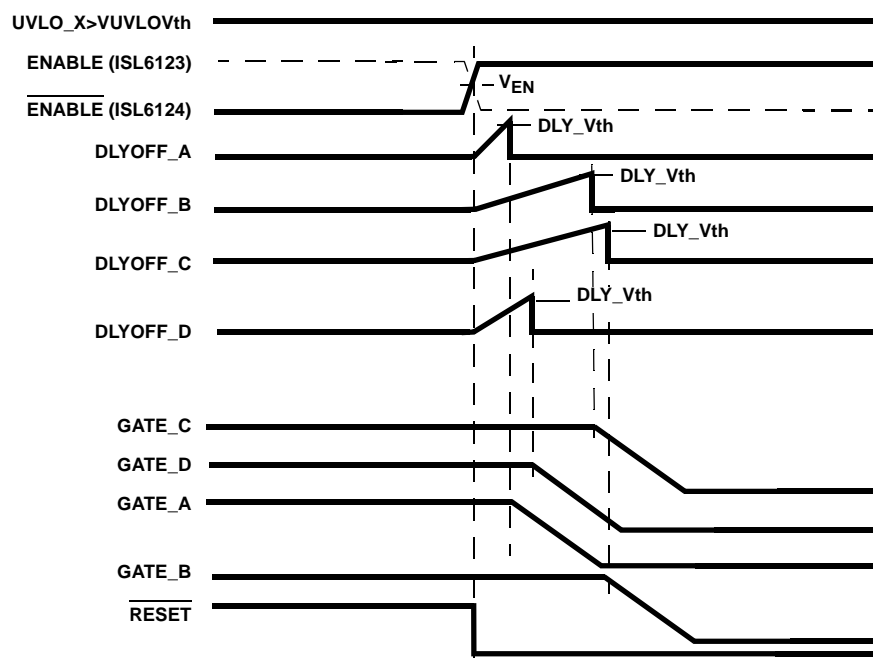 UVLO_X>VUVLOVth
ENABLE (ISL6123)
VEN
ENABLE (ISL6124)
DLY_Vth
DLYOFF_A
DLY_Vth
DLYOFF_B
DLY_Vth
DLYOFF_C
DLY_Vth
DLYOFF_D
GATE_C
GATE_D
GATE_A
GATE_B
RESET